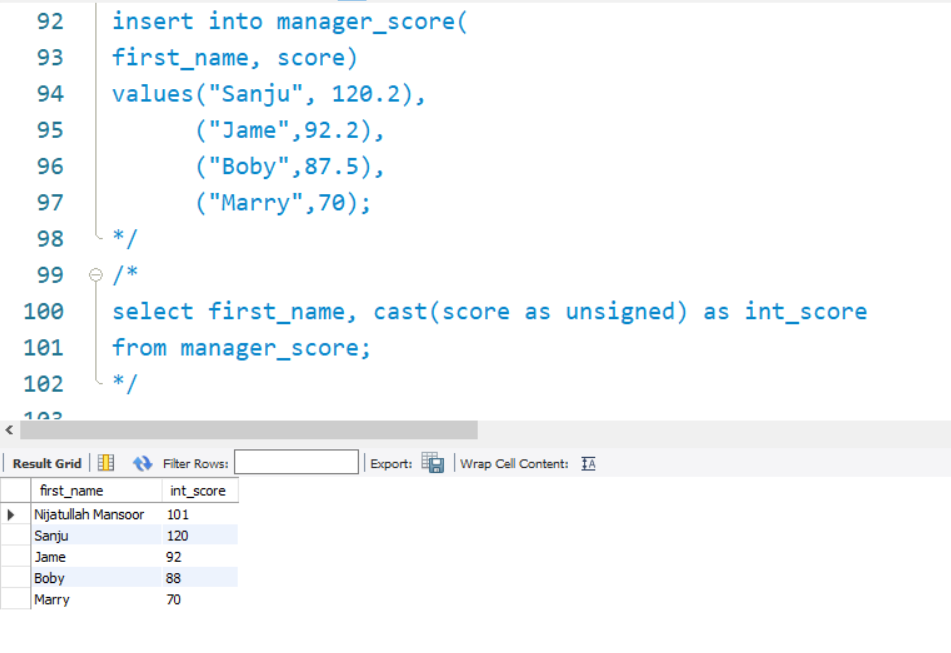 92 insert into manager_score(
93 first_name, score)
94 values("Sanju", 120.2),
95 ("Jame",92.2),
96 ("Boby",87.5),
97 ("Marry",70);
98 */
99 /*
100 select first_name, cast(score as unsigned) as int_score
101 from manager_score;
102 */
103
Result Grid Filter Rows: Export: Wrap Cell Content:
first_name int_score
Nijatullah Mansoor 101
Sanju 120
Jame 92
Boby 88
Marry 70